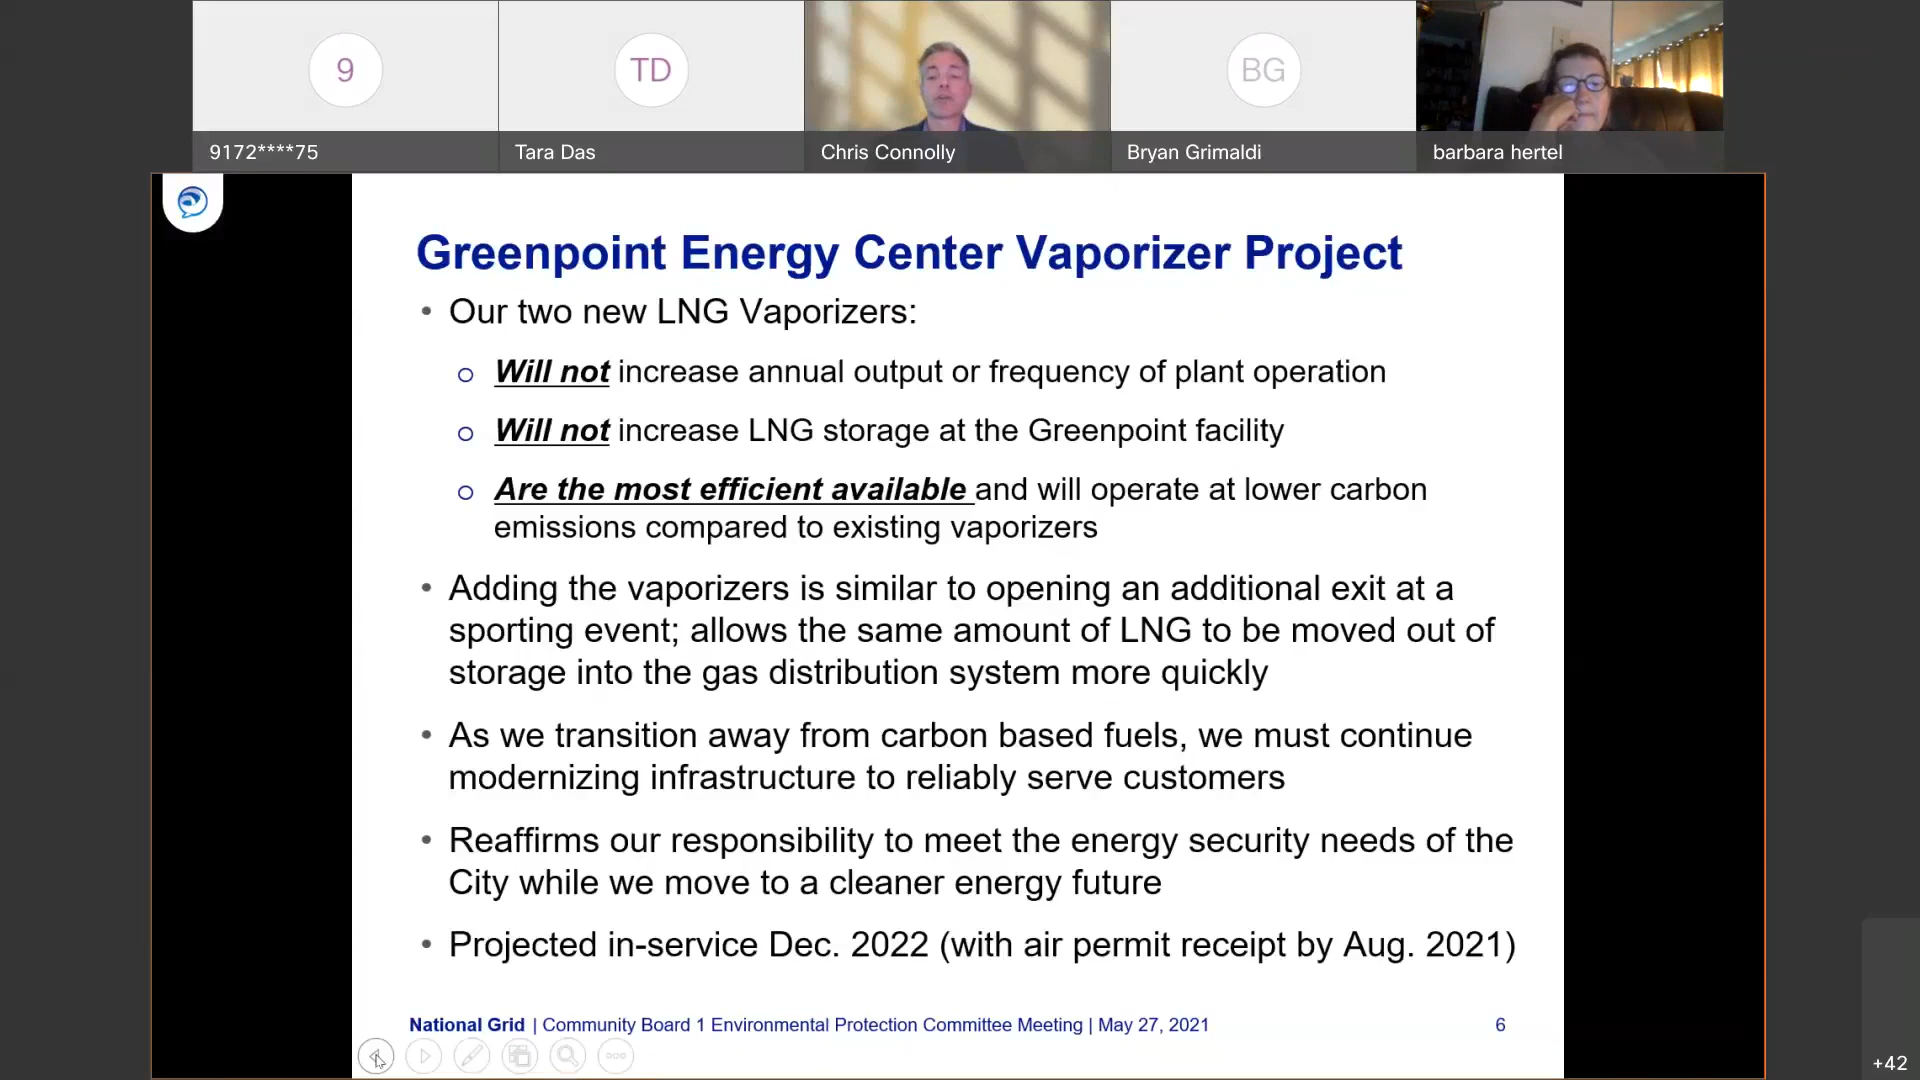 9
TD
BG
9172****75
Tara Das
Chris Connolly
Bryan Grimaldi
barbara hertel
Greenpoint Energy Center Vaporizer Project
• Our two new LNG Vaporizers:
o Will not increase annual output or frequency of plant operation
o Will not increase LNG storage at the Greenpoint facility
o Are the most efficient available and will operate at lower carbon
emissions compared to existing vaporizers
• Adding the vaporizers is similar to opening an additional exit at a
sporting event; allows the same amount of LNG to be moved out of
storage into the gas distribution system more quickly
• As we transition away from carbon based fuels, we must continue
modernizing infrastructure to reliably serve customers
• Reaffirms our responsibility to meet the energy security needs of the
City while we move to a cleaner energy future
• Projected in-service Dec. 2022 (with air permit receipt by Aug. 2021)
National Grid | Community Board 1 Environmental Protection Committee Meeting | May 27, 2021
6
+42